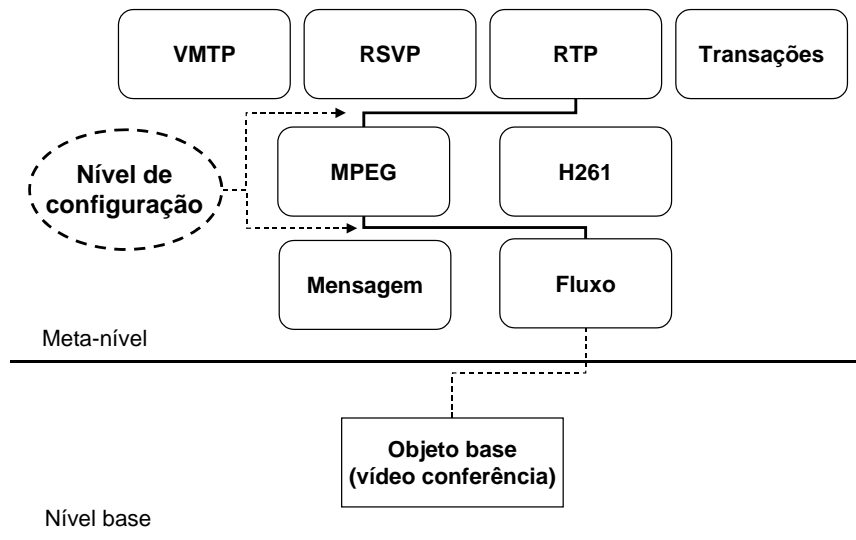 VMTP
RSVP
RTP
Transações
Nível de
configuração
MPEG
H261
Mensagem
Fluxo
Meta-nível
Objeto base
(vídeo conferência)
Nível base